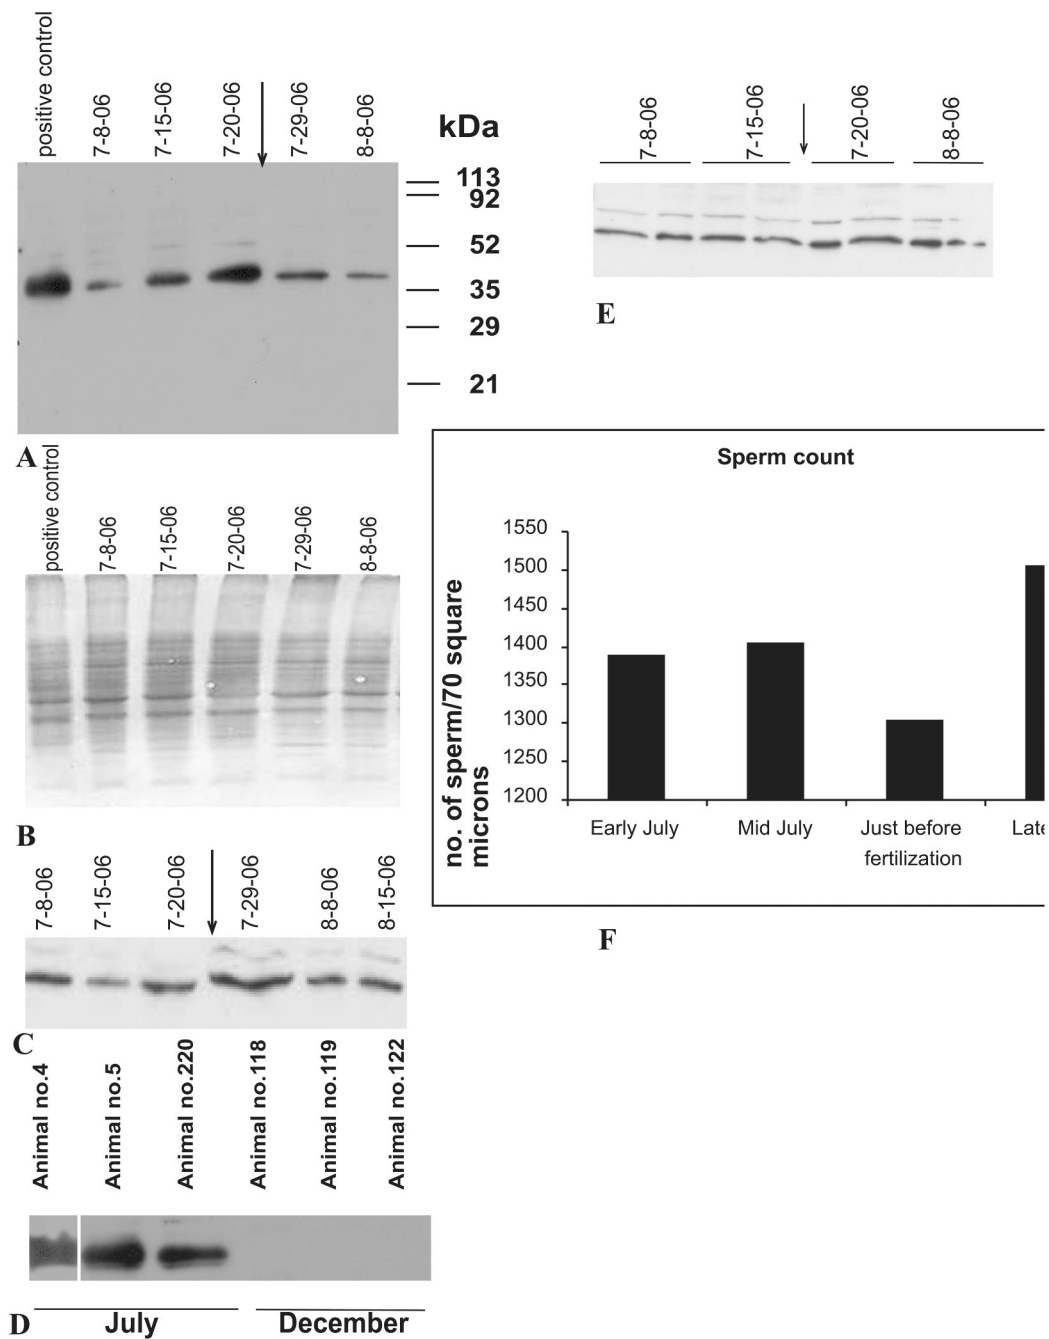 positive control
7-8-06
7-15-06
7-20-06
7-29-06
8-8-06
kDa
113
92
52
35
29
21
A
7-8-06
7-15-06
7-20-06
8-8-06
E
positive control
7-8-06
7-15-06
7-20-06
7-29-06
8-8-06
B
7-8-06
7-15-06
7-20-06
7-29-06
8-8-06
8-15-06
C
Animal no.4
Animal no.5
Animal no.220
Animal no.118
Animal no.119
Animal no.122
D
July
December
Sperm count
no. of sperm/70 square
microns
1550
1500
1450
1400
1350
1300
1250
1200
Early July
Mid July
Just before
fertilization
Late
F